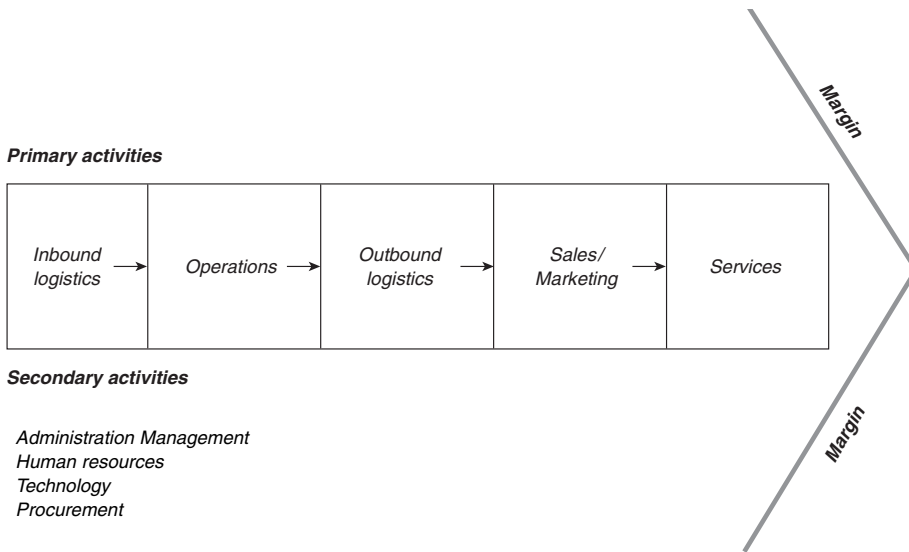 Margin
Primary activities
Inbound
logistics
Operations
Outbound
logistics
Sales/
Marketing
Services
Secondary activities
Administration Management
Human resources
Technology
Procurement
Margin